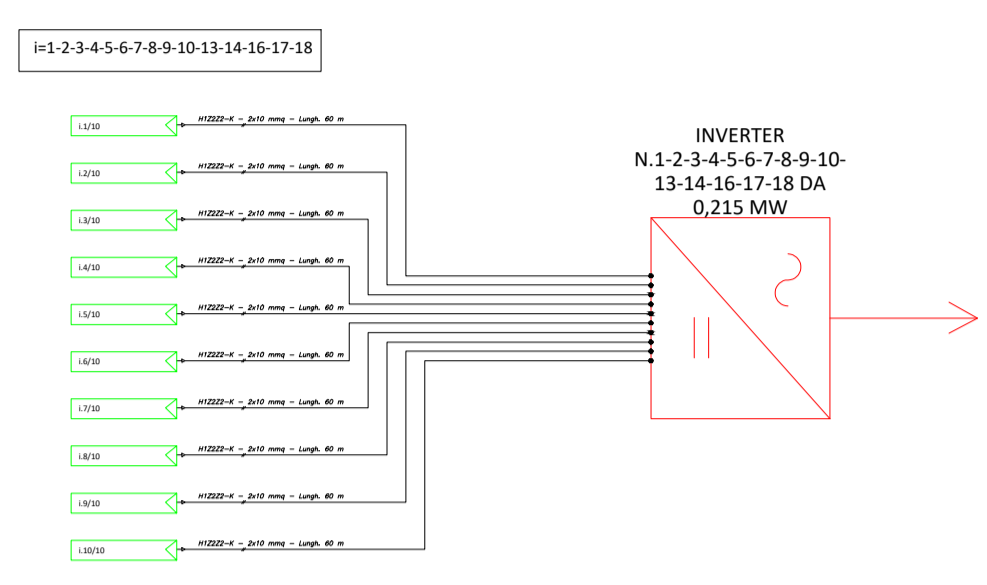 i=1-2-3-4-5-6-7-8-9-10-13-14-16-17-18
i.1/10
H1Z2Z2-K - 2x10 mmq - Lungh. 60 m
i.2/10
H1Z2Z2-K - 2x10 mmq - Lungh. 60 m
i.3/10
H1Z2Z2-K - 2x10 mmq - Lungh. 60 m
i.4/10
H1Z2Z2-K - 2x10 mmq - Lungh. 60 m
i.5/10
H1Z2Z2-K - 2x10 mmq - Lungh. 60 m
i.6/10
H1Z2Z2-K - 2x10 mmq - Lungh. 60 m
i.7/10
H1Z2Z2-K - 2x10 mmq - Lungh. 60 m
i.8/10
H1Z2Z2-K - 2x10 mmq - Lungh. 60 m
i.9/10
H1Z2Z2-K - 2x10 mmq - Lungh. 60 m
i.10/10
H1Z2Z2-K - 2x10 mmq - Lungh. 60 m
INVERTER
N.1-2-3-4-5-6-7-8-9-10-
13-14-16-17-18 DA
0,215 MW